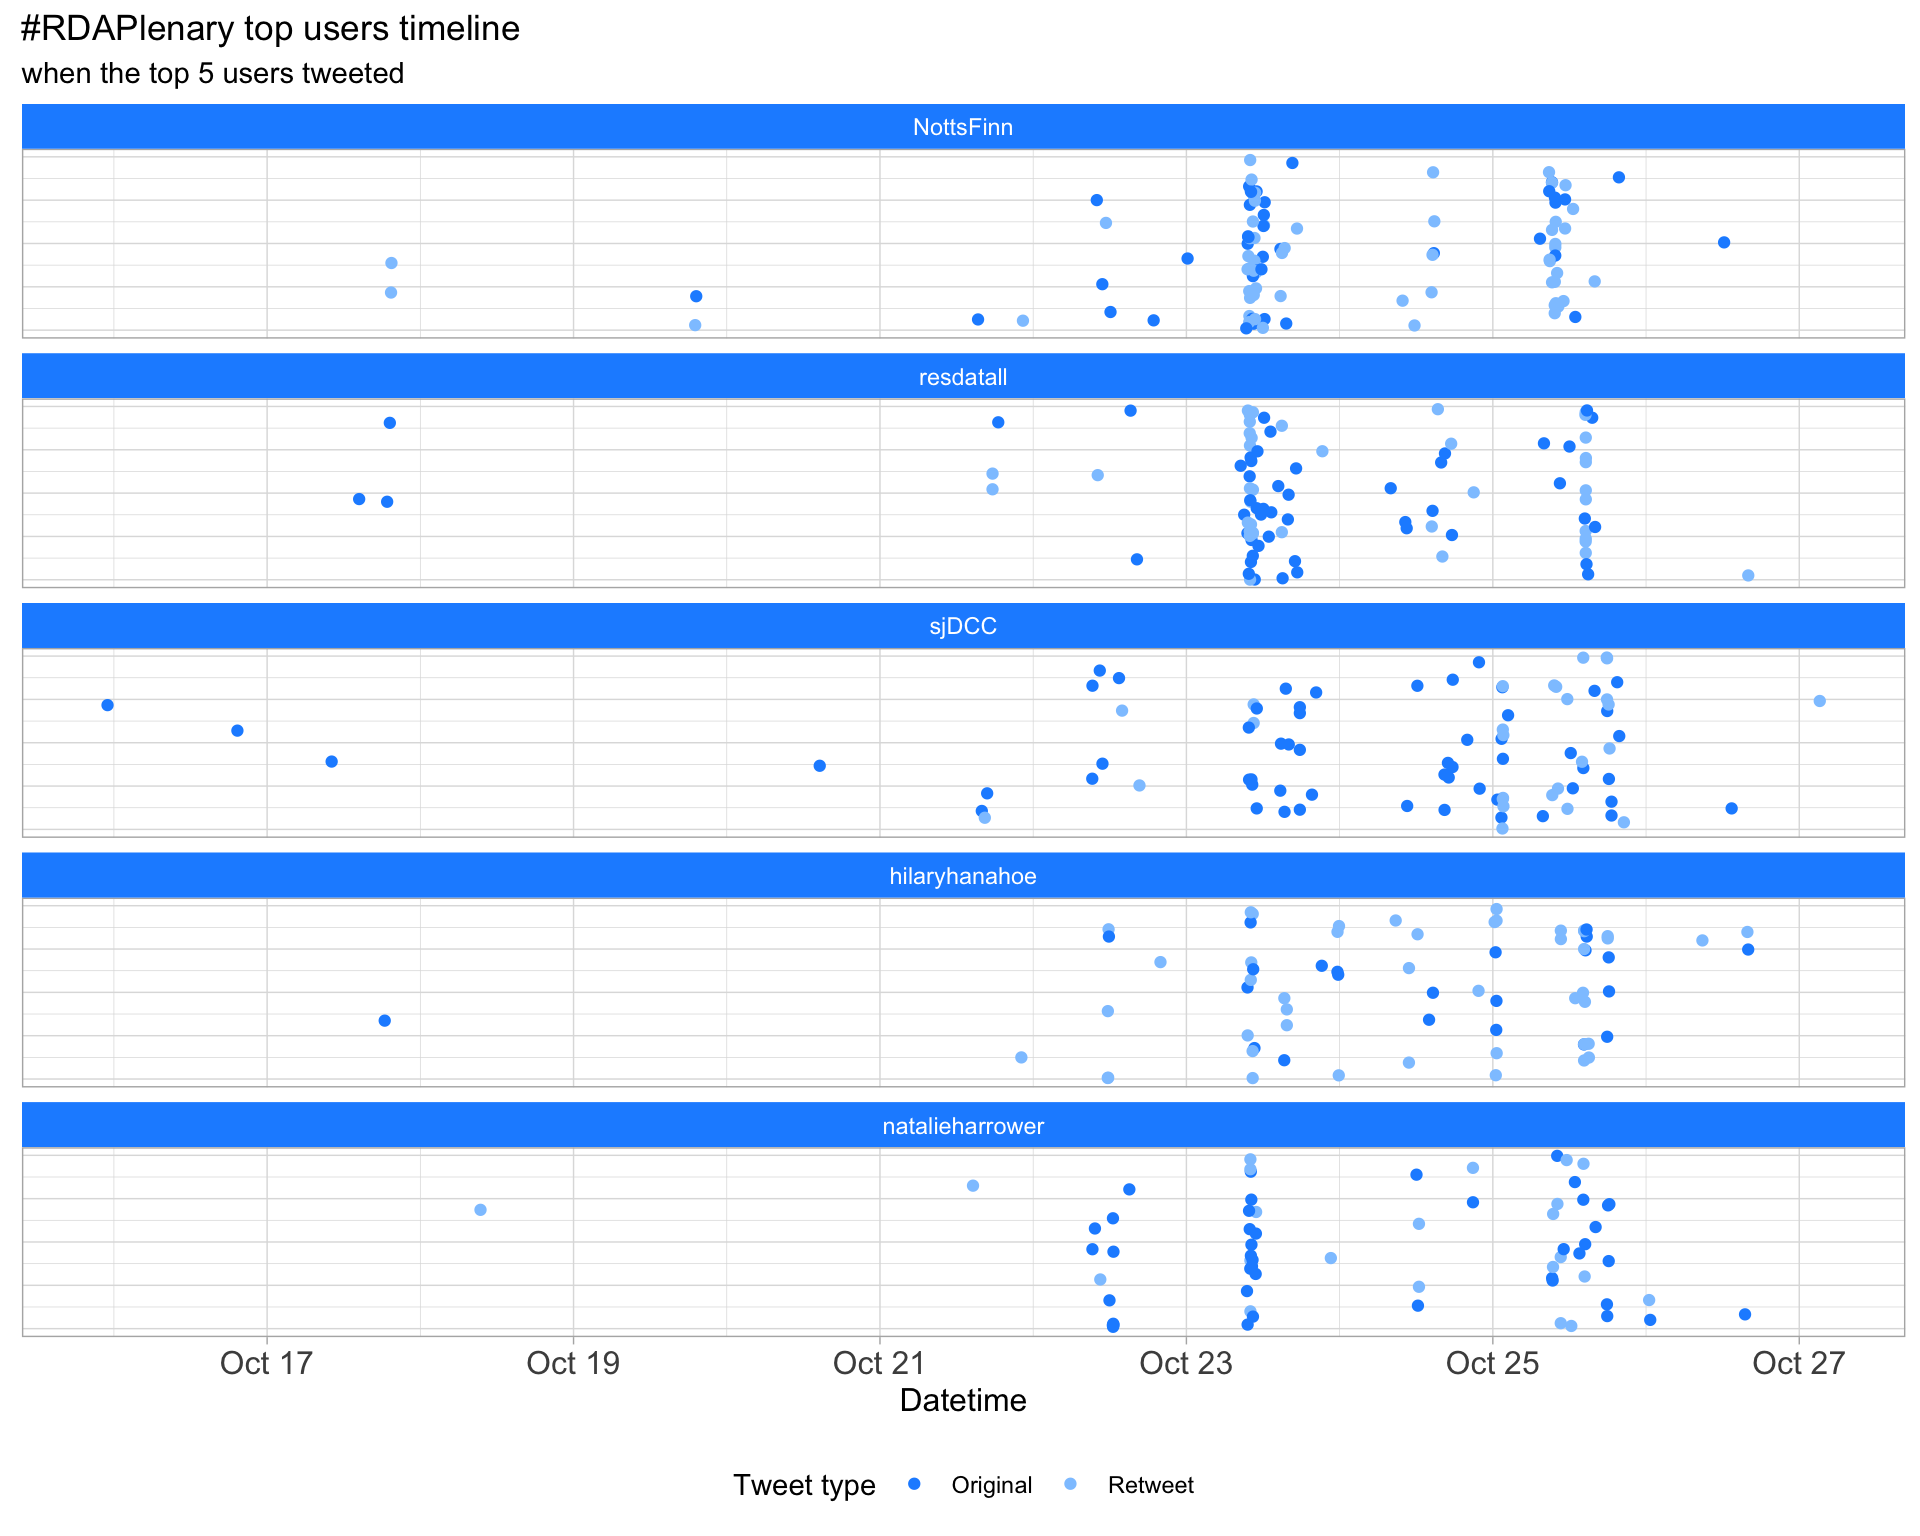 #RDAPlenary top users timeline
when the top 5 users tweeted
NottsFinn
resdatall
sjDCC
hilaryhanahoe
natalieharrower
Oct 17 Oct 19 Oct 21 Oct 23 Oct 25 Oct 27
Datetime
Tweet type Original Retweet